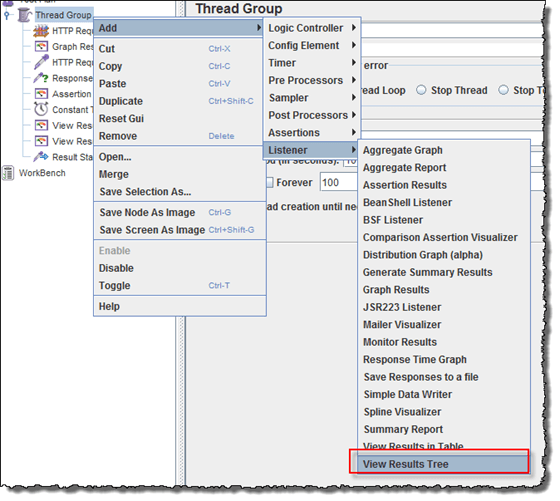 Thread Group
Thread Group
HTTP Requ
Graph Res
HTTP Requ
Response
Assertion
Constant T
View Resu
View Resu
Result Sta
WorkBench
Add
Cut Ctrl-X
Copy Ctrl-C
Paste Ctrl-V
Duplicate Ctrl+Shift-C
Reset Gui
Remove Delete
Open...
Merge
Save Selection As...
Save Node As Image Ctrl-G
Save Screen As Image Ctrl+Shift-G
Enable
Disable
Toggle Ctrl-T
Help
Logic Controller
Config Element
Timer
Pre Processors
Sampler
Post Processors
Assertions
Listener
error
read Loop Stop Thread Stop T
(in seconds):
Forever 100
ad creation until nee
Aggregate Graph
Aggregate Report
Assertion Results
BeanShell Listener
BSF Listener
Comparison Assertion Visualizer
Distribution Graph (alpha)
Generate Summary Results
Graph Results
JSR223 Listener
Mailer Visualizer
Monitor Results
Response Time Graph
Save Responses to a file
Simple Data Writer
Spline Visualizer
Summary Report
View Results in Table
View Results Tree